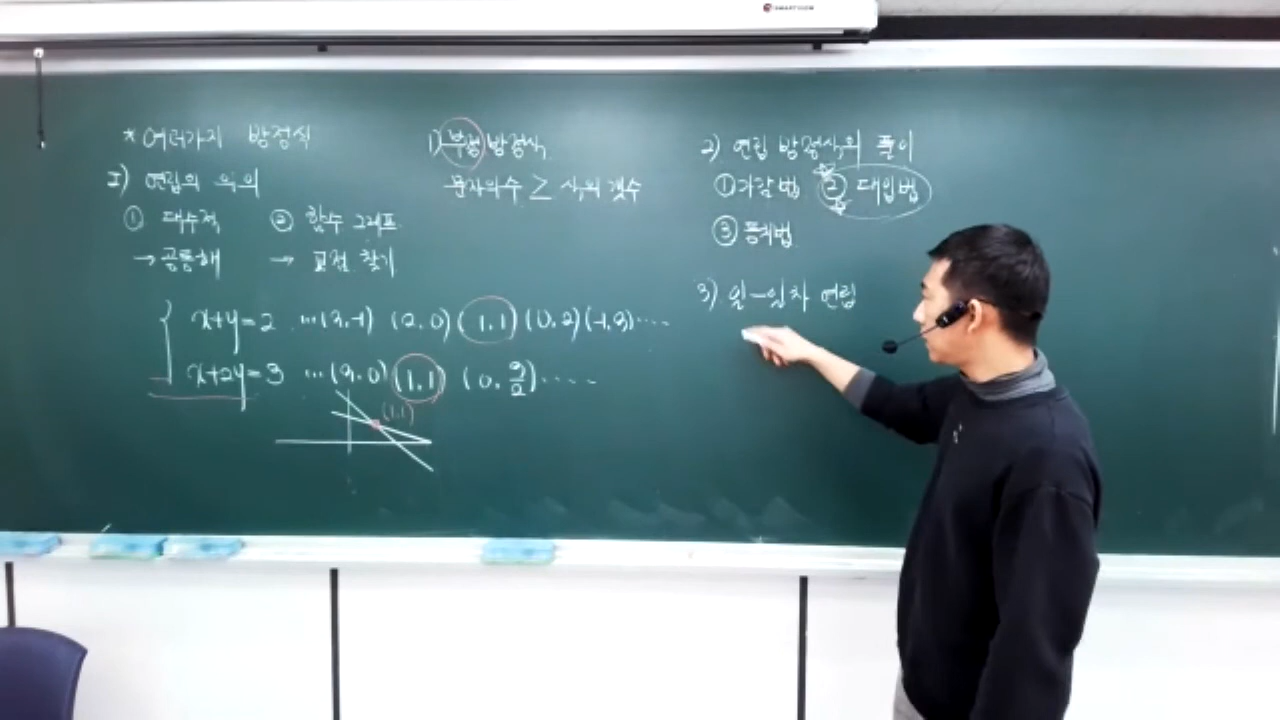 * 여러가지 방정식
I) 연립의 의의
① 대수적 ② 함수 그래프
→ 공통해 → 교점 찾기
x+y=2 ...(3,-1) (2,0) (1,1) (0,2) (-1,3)....
x+2y=3 ...(3,0) (1,1) (0,3/2).....
(1,1)
1) 부정방정식
문자의수 ≥ 식의 갯수
2) 연립 방정식의 풀이
① 가감법 ② 대입법
③ 등치법
3) 일-일차 연립